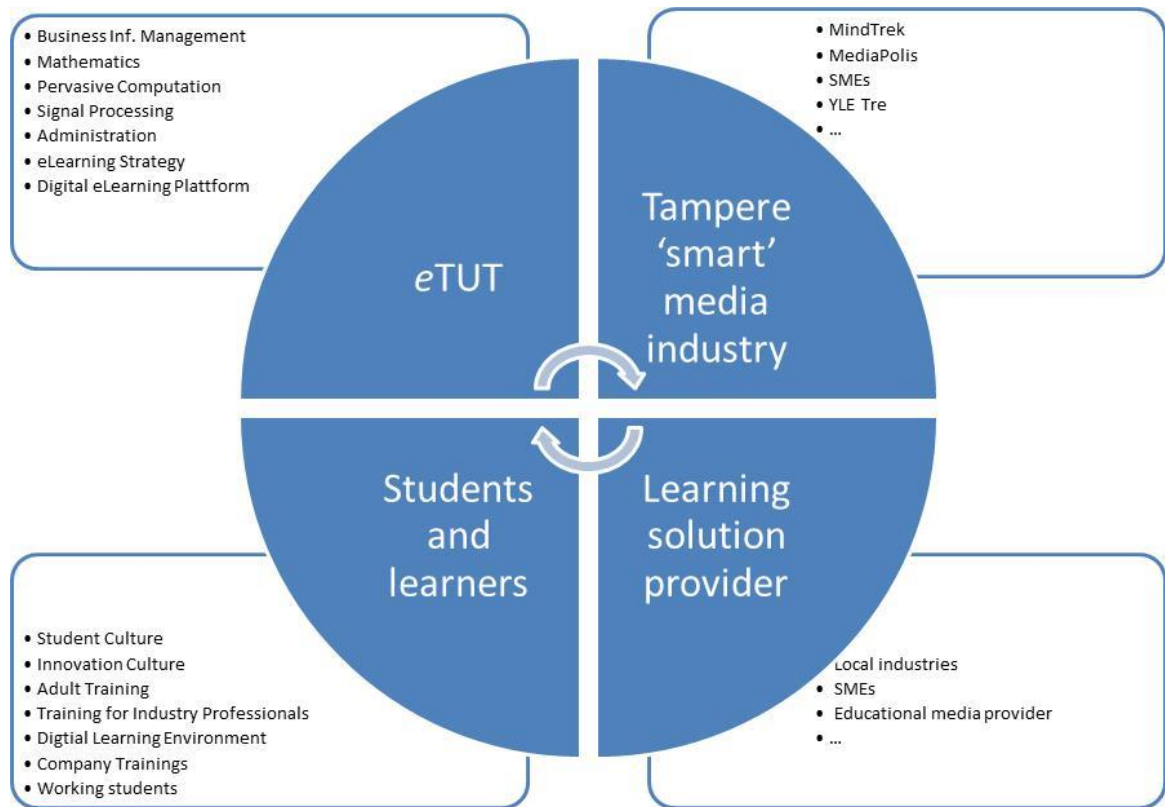 • Business Inf. Management
• Mathematics
• Pervasive Computation
• Signal Processing
• Administration
• eLearning Strategy
• Digital eLearning Plattform
• MindTrek
• MediaPolis
• SMEs
• YLE Tre
• ...
eTUT
Tampere
‘smart’
media
industry
Students
and
learners
Learning
solution
provider
• Student Culture
• Innovation Culture
• Adult Training
• Training for Industry Professionals
• Digtial Learning Environment
• Company Trainings
• Working students
Local industries
• SMEs
• Educational media provider
• ...